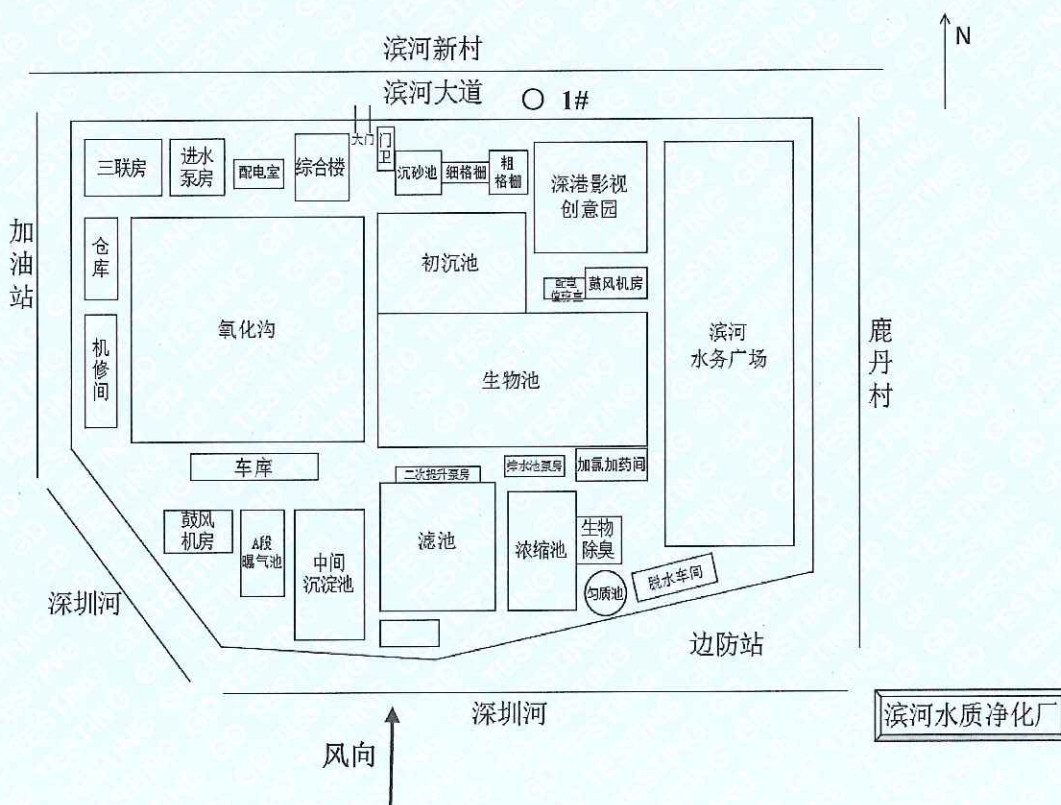 滨河新村
N
滨河大道
1#
大门
门
卫
三联房
进水
泵房
配电室
综合楼
沉砂池
细格栅
粗
格栅
深港影视
创意园
加
油
站
仓
库
初沉池
配电
值班室
鼓风机房
氧化沟
机
修
间
滨河
水务广场
鹿
丹
村
生物池
车库
二次提升泵房
加氯加药间
鼓风
机房
A段
曝气池
中间
沉淀池
滤池
浓缩池
生物
除臭
匀质池
脱水车间
深圳河
边防站
深圳河
滨河水质净化厂
风向